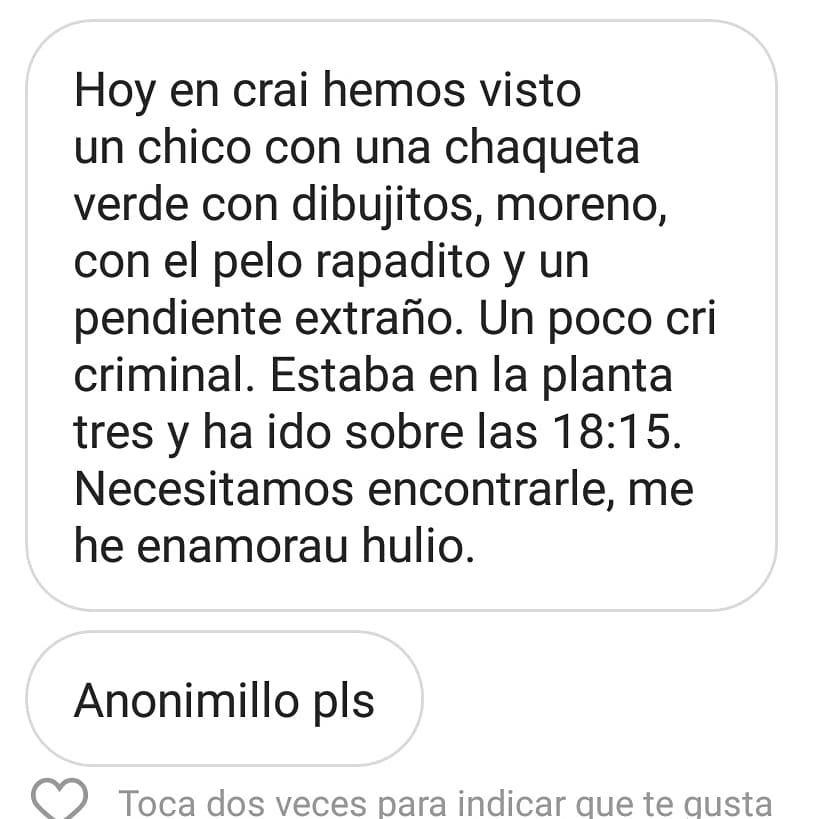 Hoy en crai hemos visto
un chico con una chaqueta
verde con dibujitos, moreno,
con el pelo rapadito y un
pendiente extraño. Un poco cri
criminal. Estaba en la planta
tres y ha ido sobre las 18:15.
Necesitamos encontrarle, me
he enamorau hulio.
Anonimillo pls
Toca dos veces para indicar que te gusta